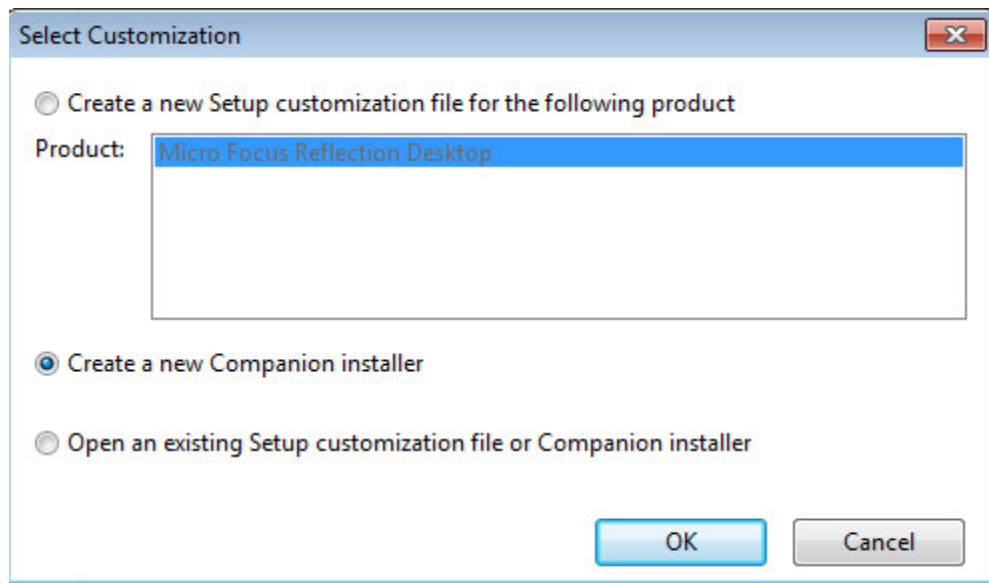 Select Customization
Create a new Setup customization file for the following product
Product:
Micro Focus Reflection Desktop
Create a new Companion installer
Open an existing Setup customization file or Companion installer
OK
Cancel